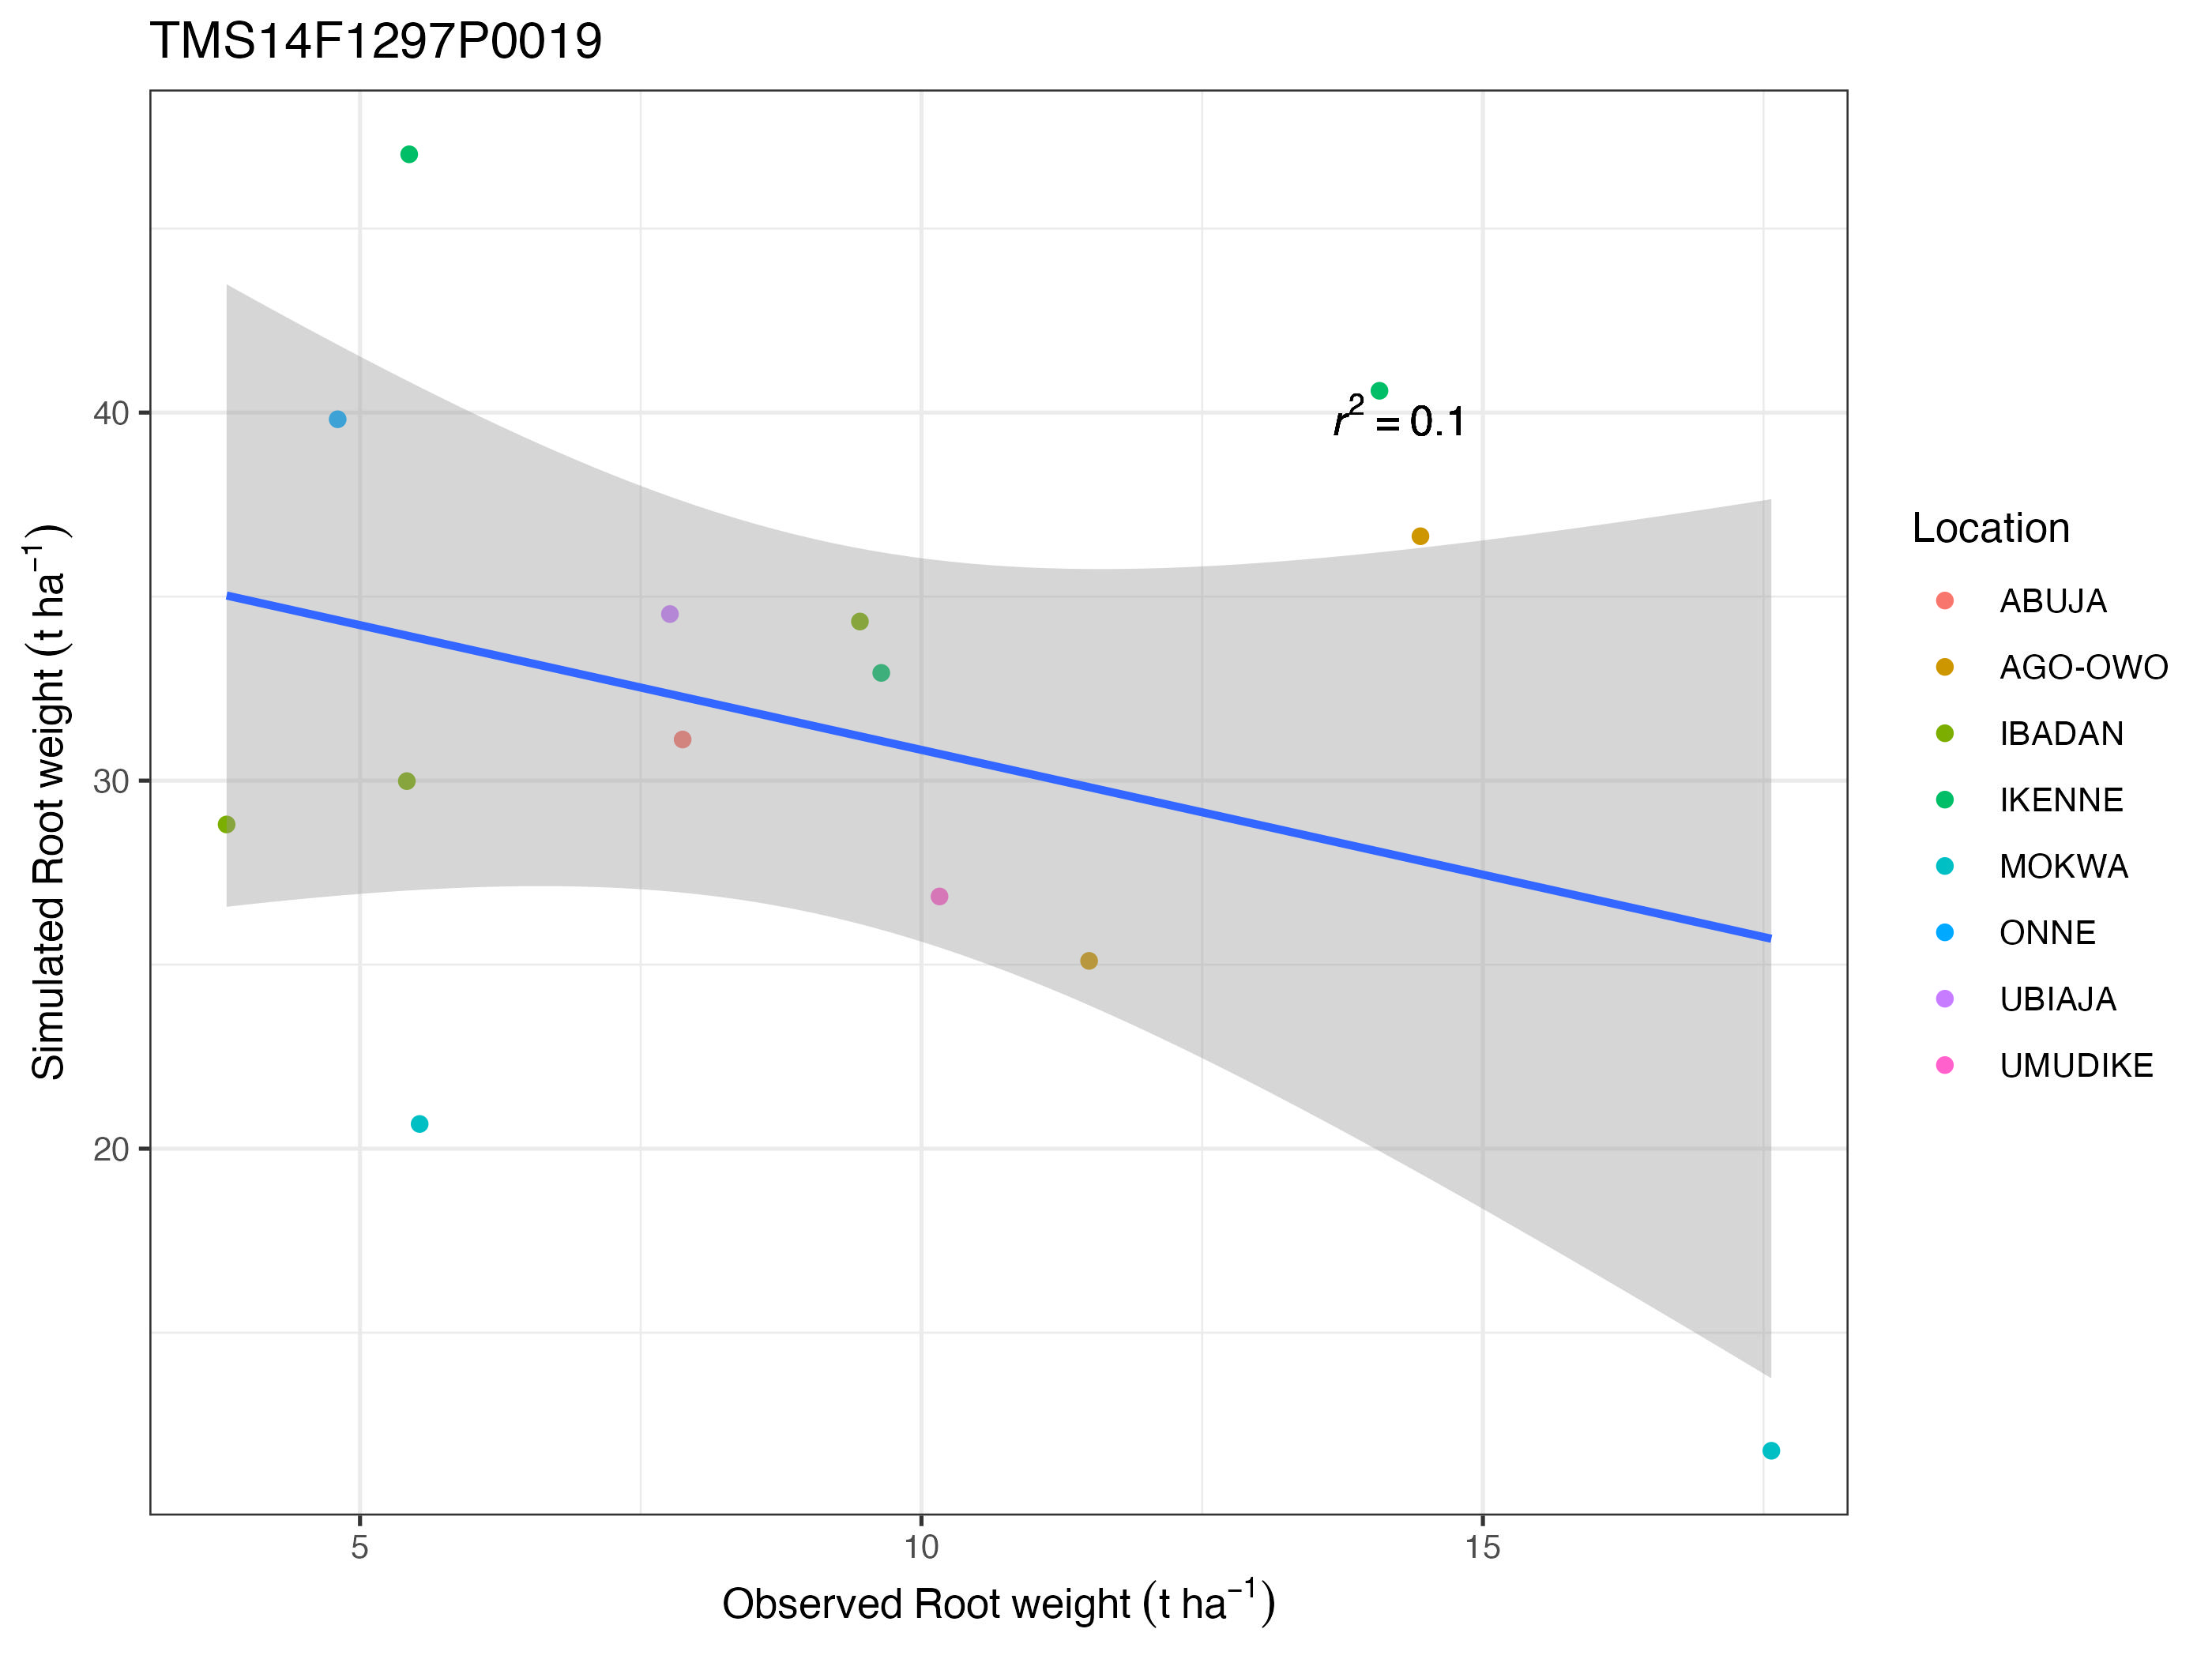 TMS14F1297P0019
40
30
20
Simulated Root weight (t ha⁻¹)
r² = 0.1
5
10
15
Observed Root weight (t ha⁻¹)
Location
ABUJA
AGO-OWO
IBADAN
IKENNE
MOKWA
ONNE
UBIAJA
UMUDIKE